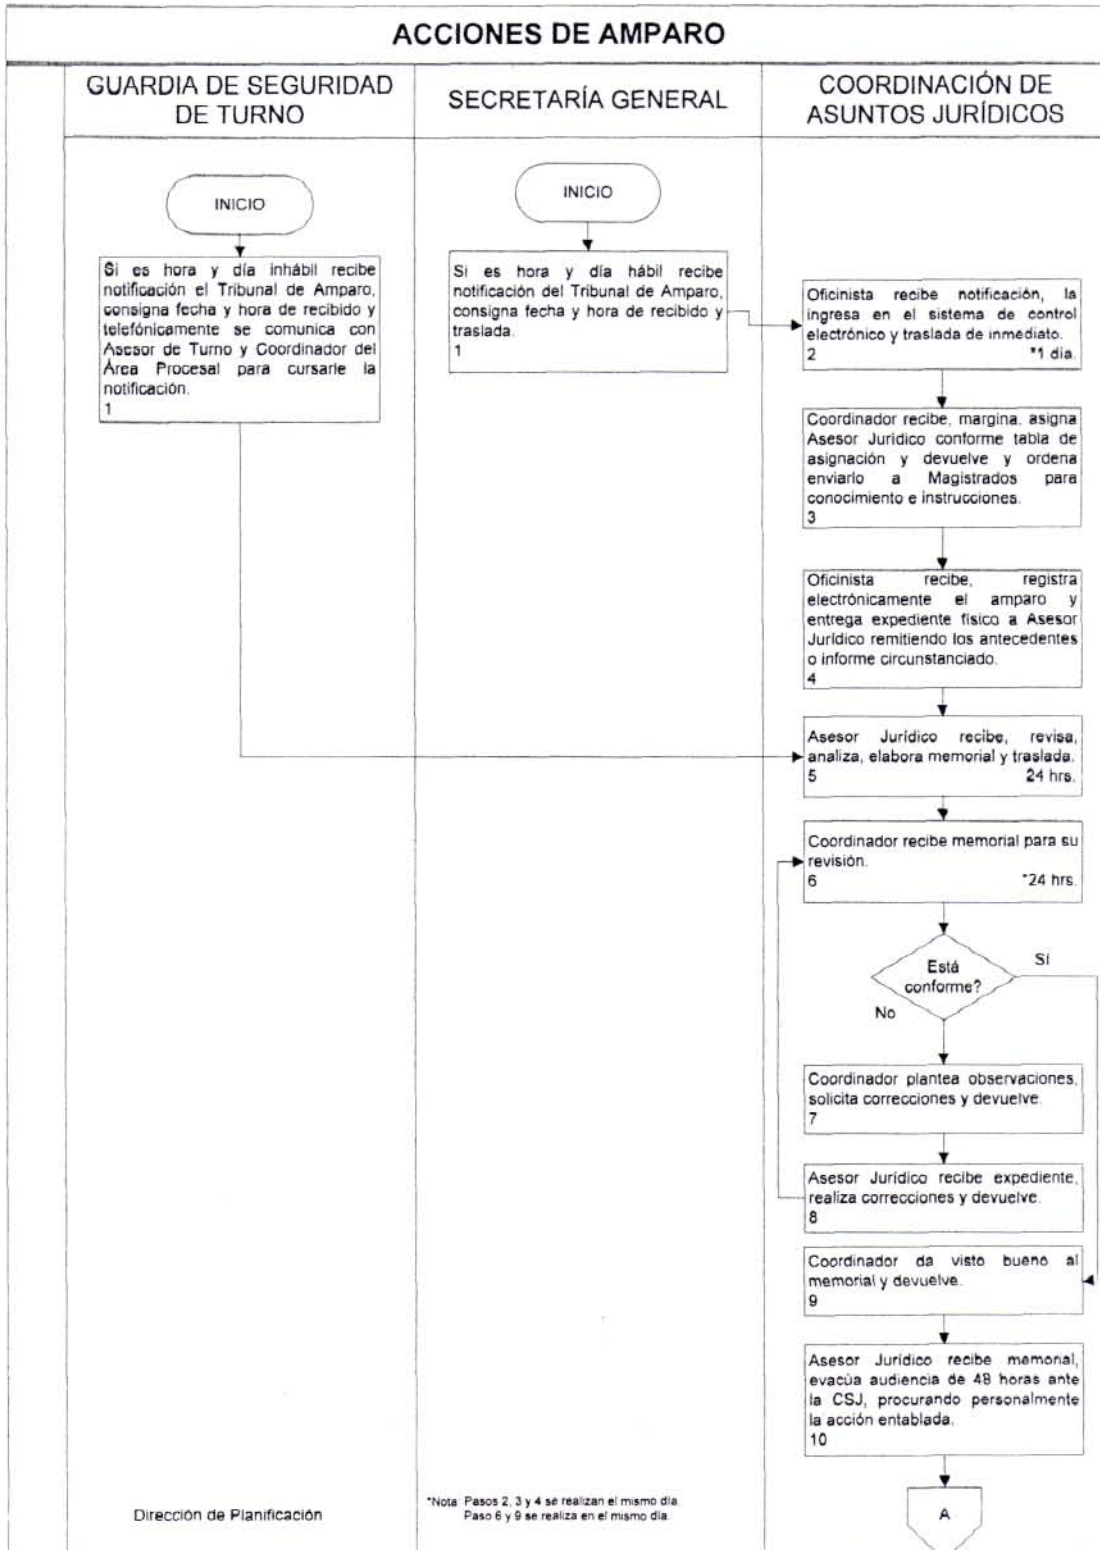 ACCIONES DE AMPARO
GUARDIA DE SEGURIDAD
DE TURNO
SECRETARÍA GENERAL
COORDINACIÓN DE
ASUNTOS JURÍDICOS
INICIO
Si es hora y día inhábil recibe
notificación el Tribunal de Amparo,
consigna fecha y hora de recibido y
telefónicamente se comunica con
Asesor de Turno y Coordinador del
Área Procesal para cursarle la
notificación.
1
INICIO
Si es hora y día hábil recibe
notificación del Tribunal de Amparo,
consigna fecha y hora de recibido y
traslada.
1
Oficinista recibe notificación, la
ingresa en el sistema de control
electrónico y traslada de inmediato.
2 *1 día.
Coordinador recibe, margina, asigna
Asesor Jurídico conforme tabla de
asignación y devuelve y ordena
enviarlo a Magistrados para
conocimiento e instrucciones.
3
Oficinista recibe, registra
electrónicamente el amparo y
entrega expediente físico a Asesor
Jurídico remitiendo los antecedentes
o informe circunstanciado.
4
Asesor Jurídico recibe, revisa,
analiza, elabora memorial y traslada.
5 24 hrs.
Coordinador recibe memorial para su
revisión.
6 *24 hrs.
Está
conforme?
Sí
No
Coordinador plantea observaciones,
solicita correcciones y devuelve.
7
Asesor Jurídico recibe expediente,
realiza correcciones y devuelve.
8
Coordinador da visto bueno al
memorial y devuelve.
9
Asesor Jurídico recibe memorial,
evacúa audiencia de 48 horas ante
la CSJ, procurando personalmente
la acción entablada.
10
A
Dirección de Planificación
*Nota: Pasos 2, 3 y 4 se realizan el mismo día.
Paso 6 y 9 se realiza en el mismo día.